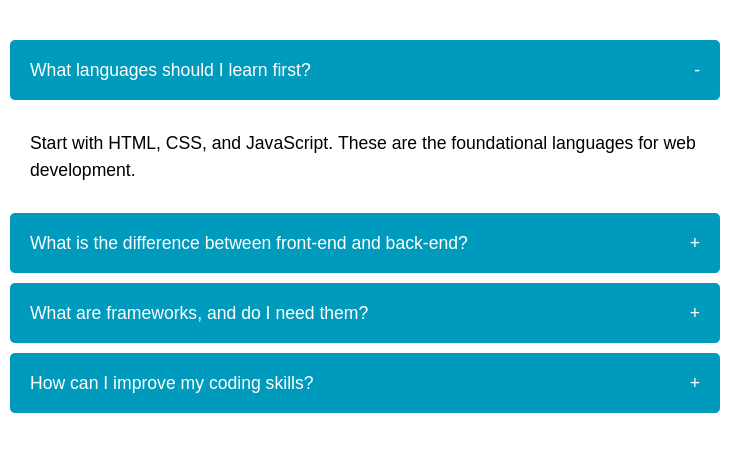 What languages should I learn first? -
Start with HTML, CSS, and JavaScript. These are the foundational languages for web
development.
What is the difference between front-end and back-end? +
What are frameworks, and do I need them? +
How can I improve my coding skills? +